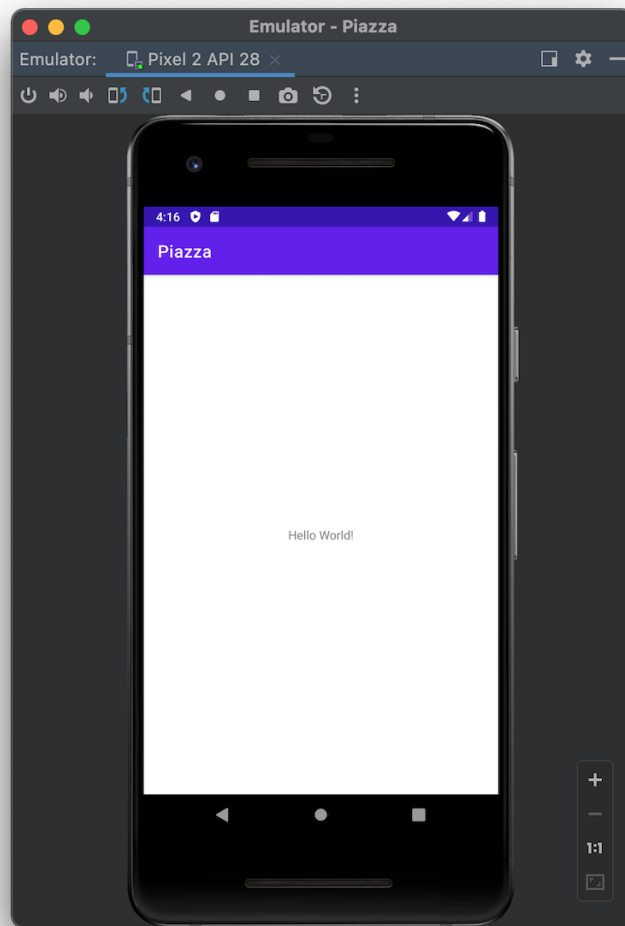 Emulator - Piazza
Emulator: Pixel 2 API 28
4:16
Piazza
Hello World!
1:1